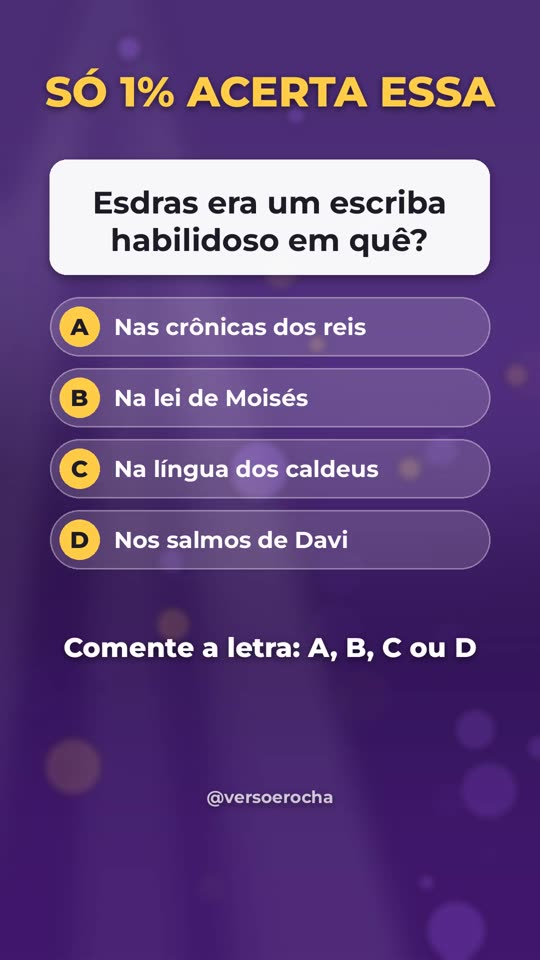 SÓ 1% ACERTA ESSA
Esdras era um escriba
habilidoso em quê?
A Nas crônicas dos reis
B Na lei de Moisés
C Na língua dos caldeus
D Nos salmos de Davi
Comente a letra: A, B, C ou D
@versoerocha